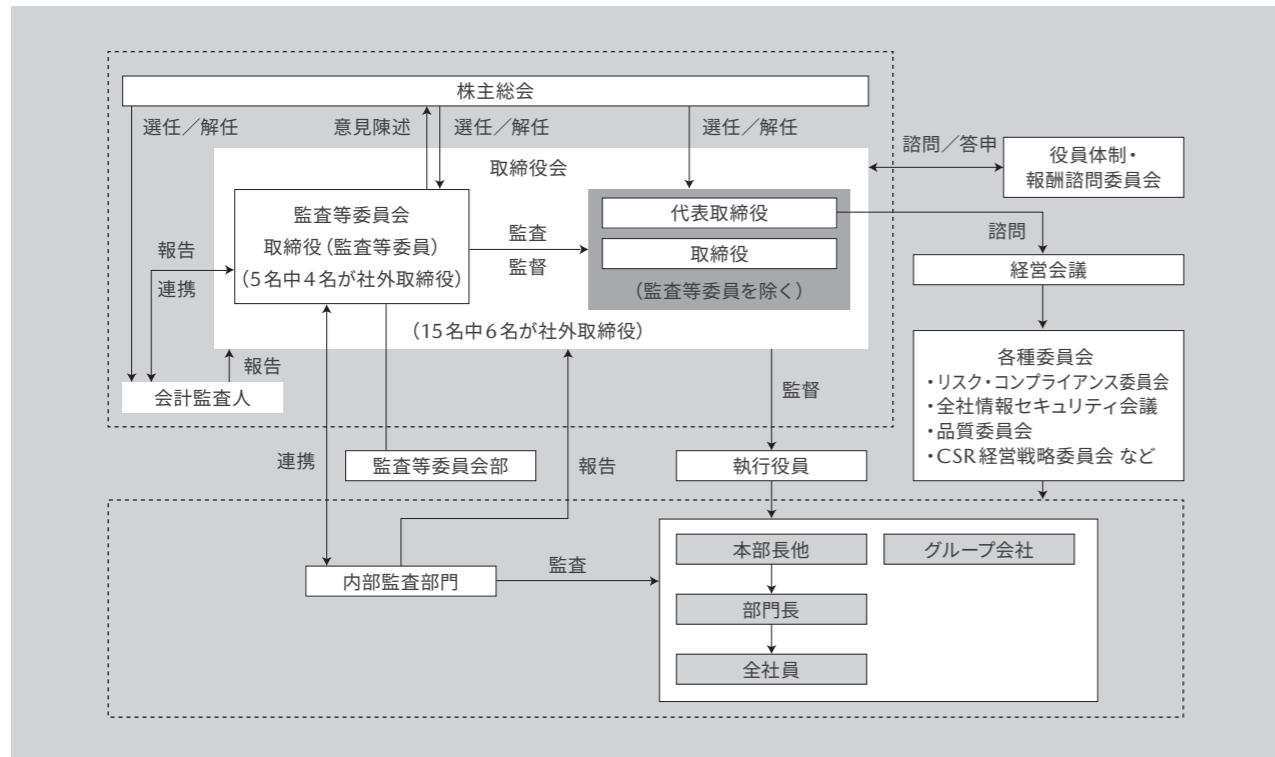 株主総会
選任／解任
意見陳述
選任／解任
選任／解任
諮問／答申
役員体制・
報酬諮問委員会
取締役会
監査等委員会
取締役（監査等委員）
（5名中4名が社外取締役）
監査
監督
代表取締役
取締役
（監査等委員を除く）
諮問
経営会議
報告
連携
（15名中6名が社外取締役）
報告
会計監査人
監督
各種委員会
・リスク・コンプライアンス委員会
・全社情報セキュリティ会議
・品質委員会
・CSR経営戦略委員会 など
連携
監査等委員会部
報告
執行役員
内部監査部門
監査
本部長他
グループ会社
部門長
全社員